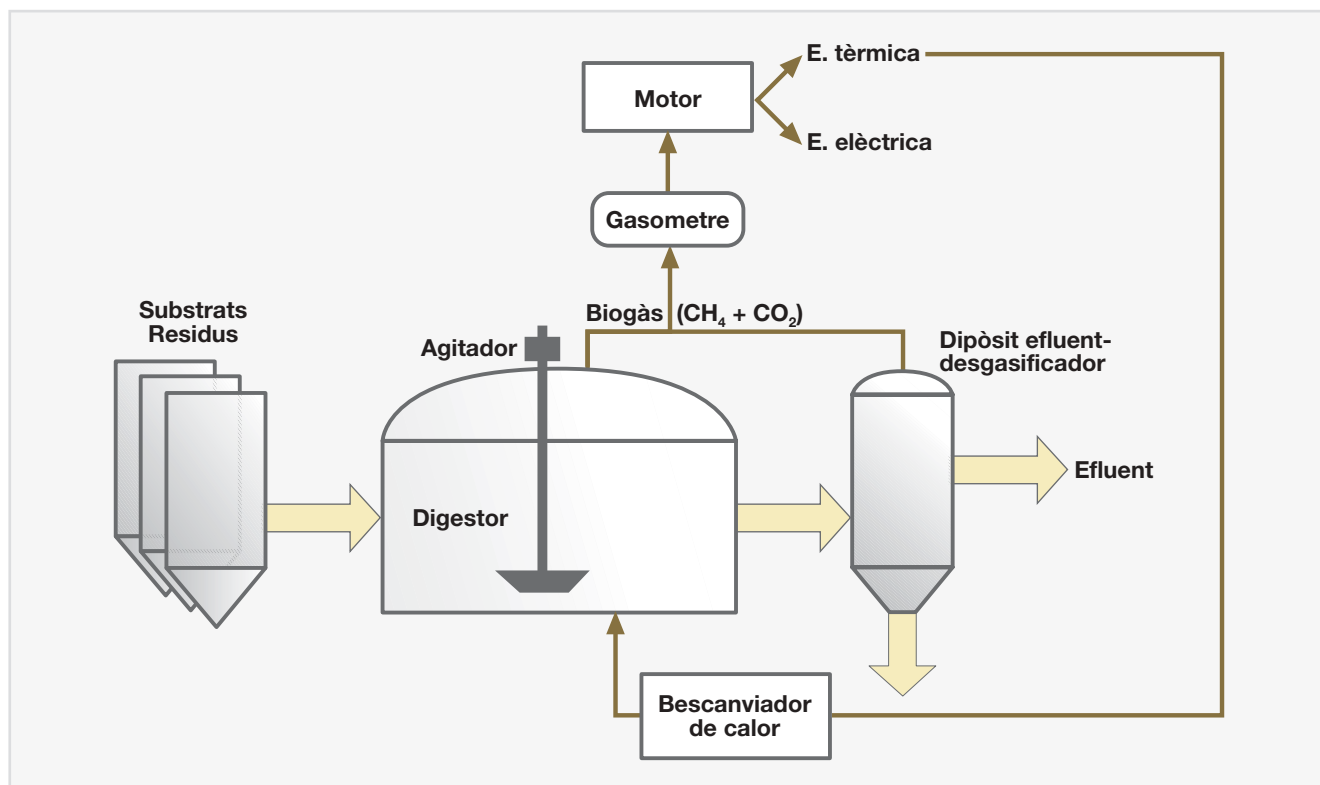 E. tèrmica
Motor
E. elèctrica
Gasometre
Substrats
Residus
Biogàs (CH₄ + CO₂)
Agitador
Dipòsit efluent-
desgasificador
Efluent
Digestor
Bescanviador
de calor